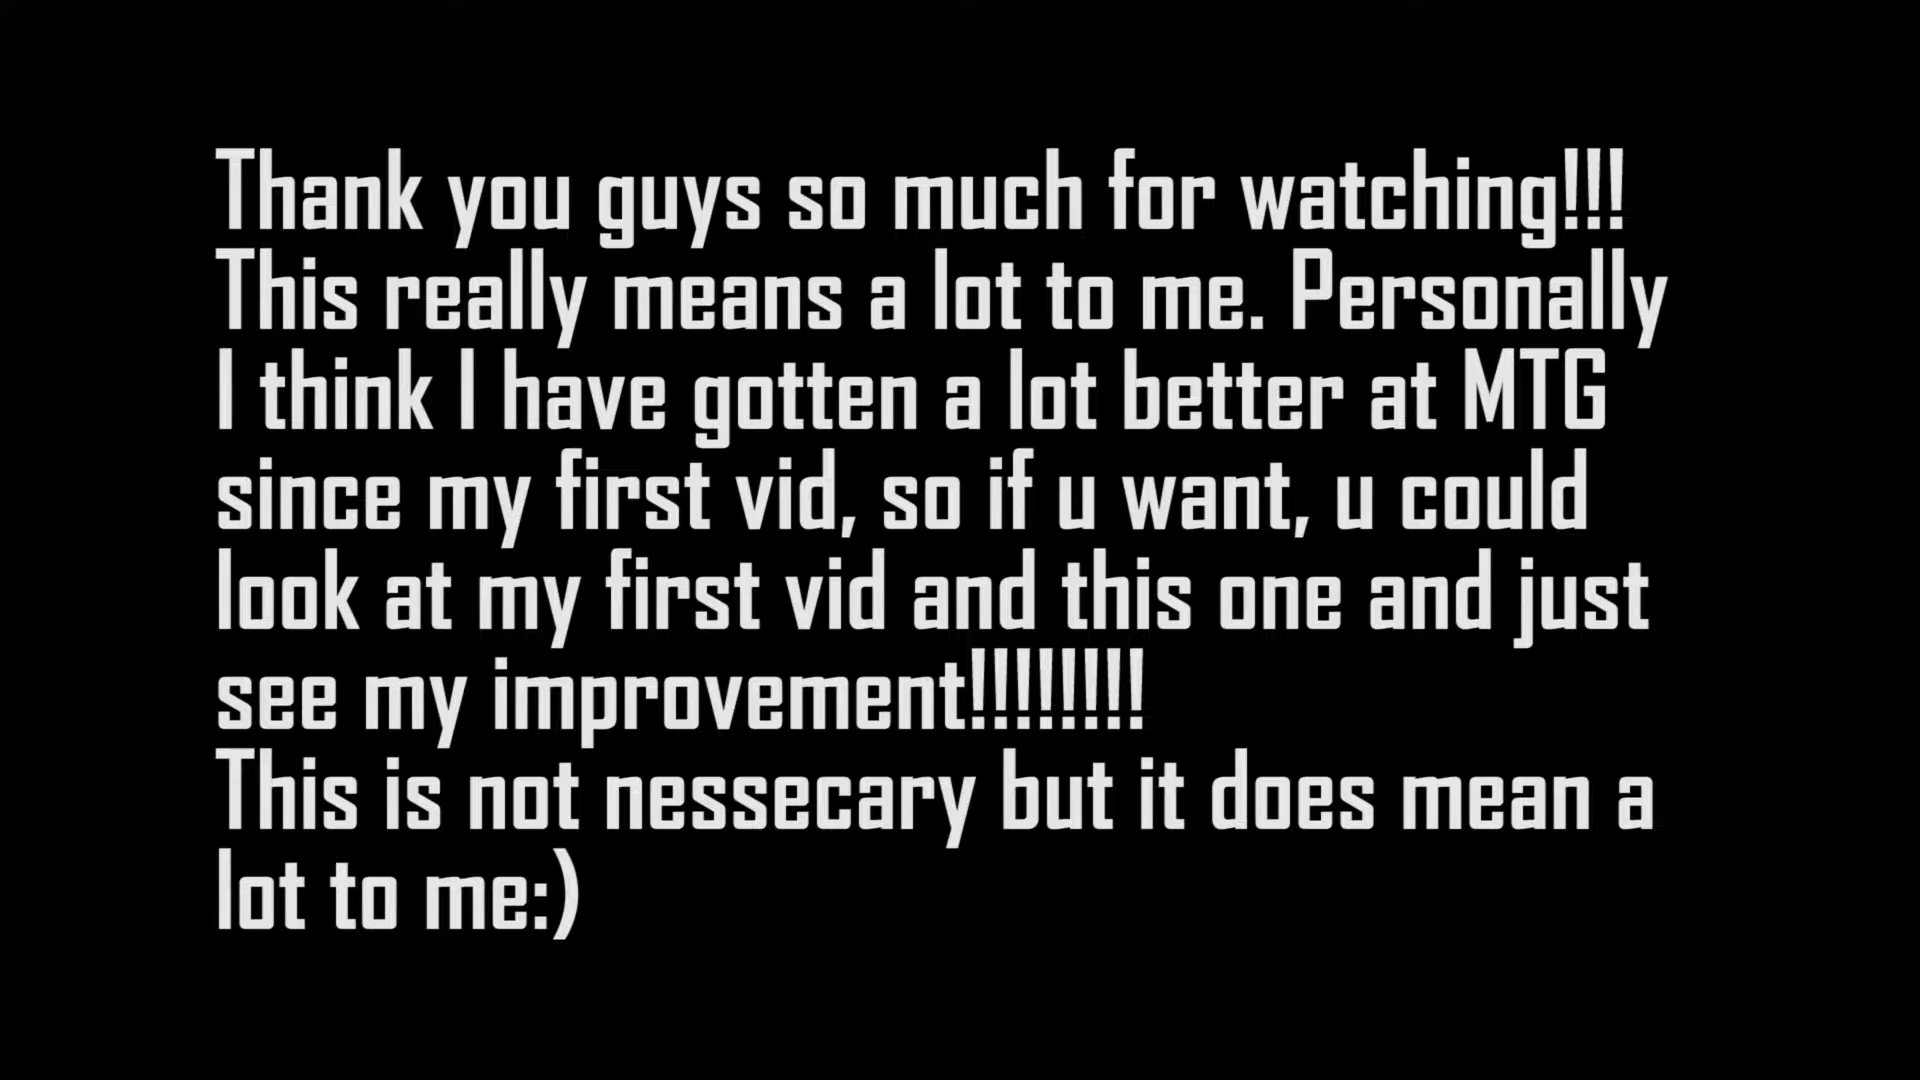 Thank you guys so much for watching!!!
This really means a lot to me. Personally
I think I have gotten a lot better at MTG
since my first vid, so if u want, u could
look at my first vid and this one and just
see my improvement!!!!!!!!
This is not nessecary but it does mean a
lot to me:)